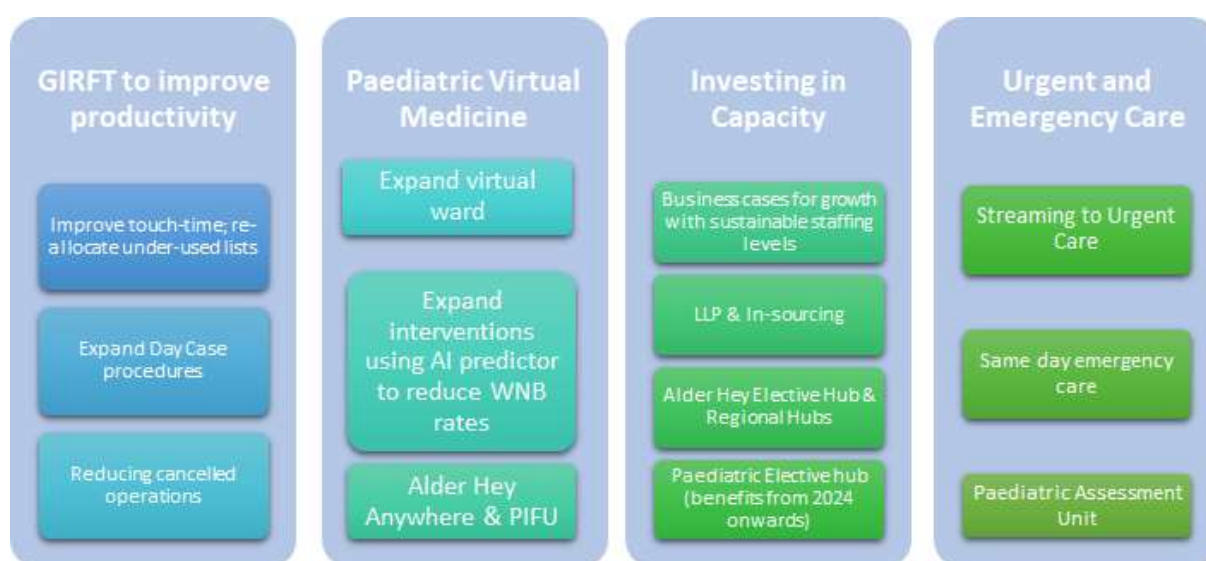 GIRFT to improve
productivity
Improve touch-time; re-
allocate under-used lists
Expand Day Case
procedures
Reducing cancelled
operations
Paediatric Virtual
Medicine
Expand virtual
ward
Expand
interventions
using AI predictor
to reduce WNB
rates
Alder Hey
Anywhere & PIFU
Investing in
Capacity
Business cases for growth
with sustainable staffing
levels
LLP & In-sourcing
Alder Hey Elective Hub &
Regional Hubs
Paediatric Elective hub
(benefits from 2024
onwards)
Urgent and
Emergency Care
Streaming to Urgent
Care
Same day emergency
care
Paediatric Assessment
Unit